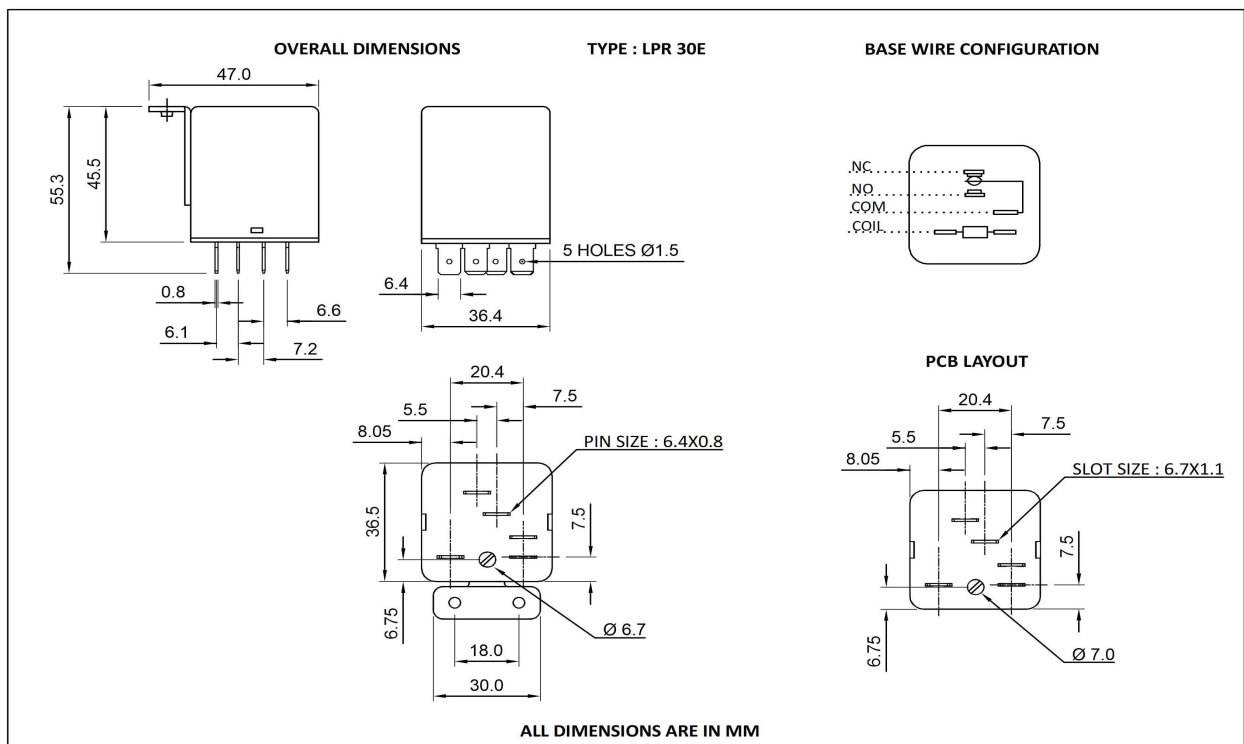 OVERALL DIMENSIONS
TYPE : LPR 30E
BASE WIRE CONFIGURATION
47.0
55.3
45.5
0.8
6.1
6.6
7.2
5 HOLES Ø1.5
6.4
36.4
NC
NO
COM
COIL
20.4
5.5
7.5
8.05
PIN SIZE : 6.4X0.8
36.5
7.5
6.75
Ø 6.7
18.0
30.0
PCB LAYOUT
20.4
5.5
7.5
8.05
SLOT SIZE : 6.7X1.1
7.5
6.75
Ø 7.0
ALL DIMENSIONS ARE IN MM